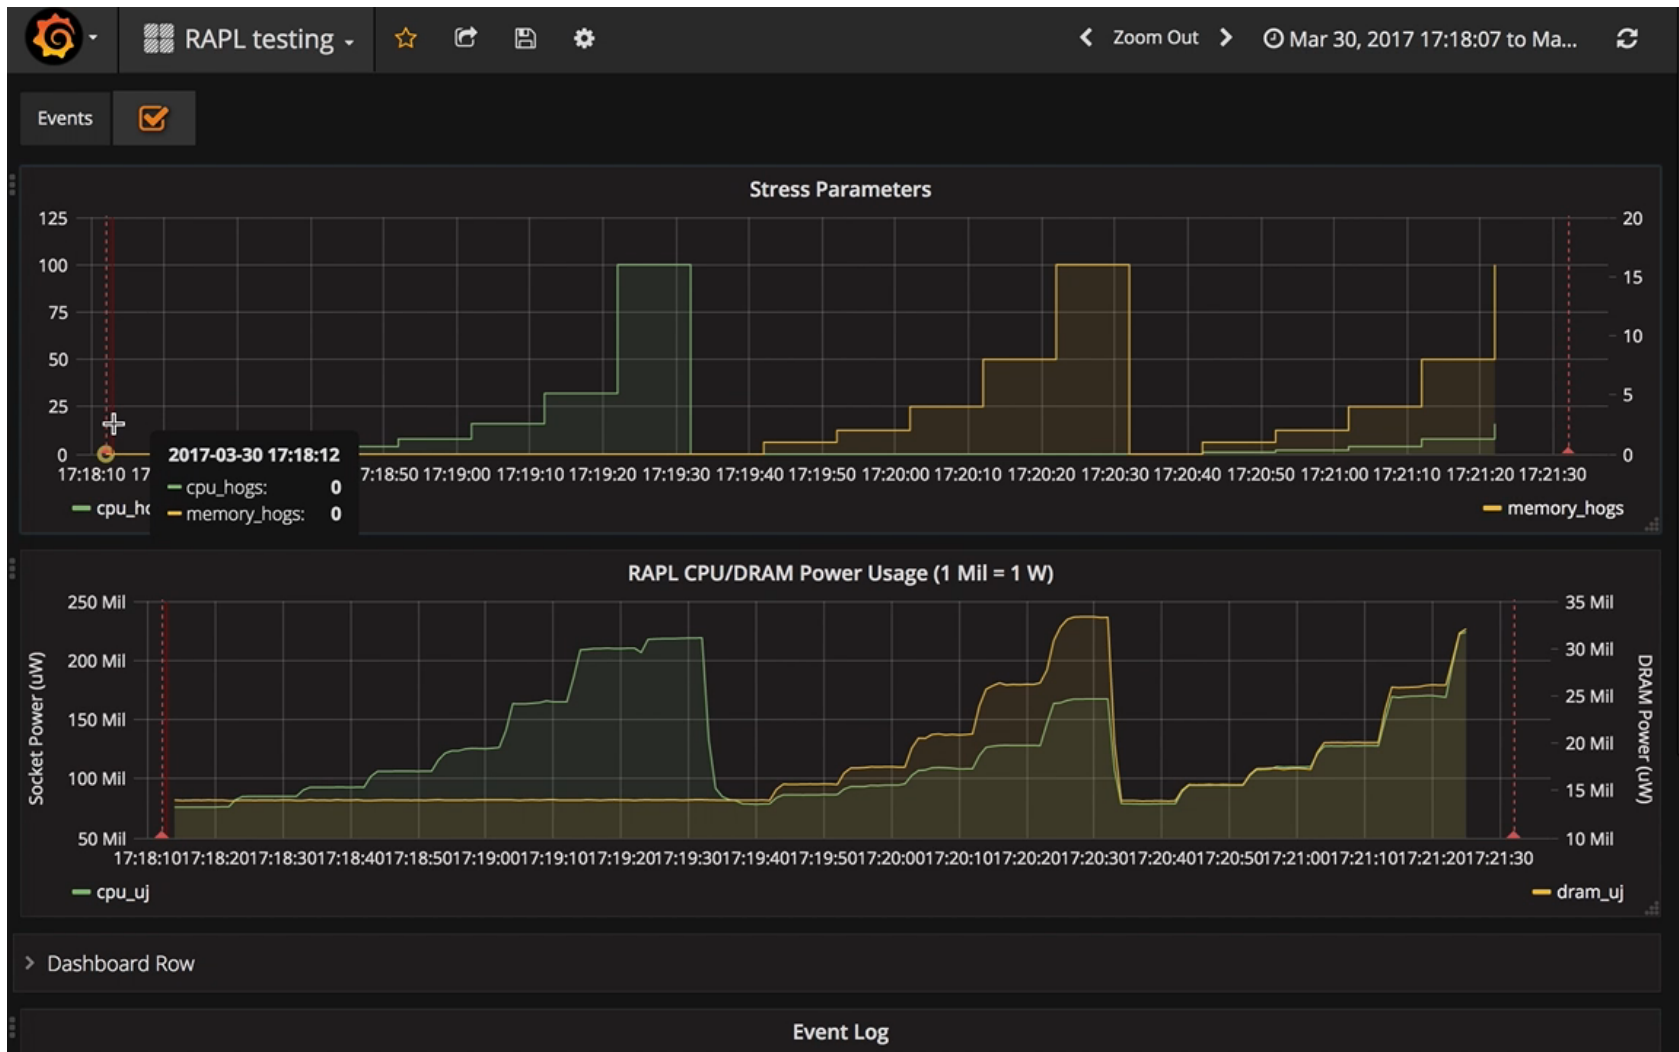 RAPL testing
Zoom Out
Mar 30, 2017 17:18:07 to Ma...
Events
Stress Parameters
125
100
75
50
25
0
20
15
10
5
0
17:18:10 17 7:18:50 17:19:00 17:19:10 17:19:20 17:19:30 17:19:40 17:19:50 17:20:00 17:20:10 17:20:20 17:20:30 17:20:40 17:20:50 17:21:00 17:21:10 17:21:20 17:21:30
2017-03-30 17:18:12
cpu_hogs: 0
memory_hogs: 0
cpu_ho
memory_hogs
RAPL CPU/DRAM Power Usage (1 Mil = 1 W)
Socket Power (uW)
250 Mil
200 Mil
150 Mil
100 Mil
50 Mil
35 Mil
30 Mil
25 Mil
20 Mil
15 Mil
10 Mil
DRAM Power (uW)
17:18:1017:18:2017:18:3017:18:4017:18:5017:19:0017:19:1017:19:2017:19:3017:19:4017:19:5017:20:0017:20:1017:20:2017:20:3017:20:4017:20:5017:21:0017:21:1017:21:2017:21:30
cpu_uj
dram_uj
Dashboard Row
Event Log